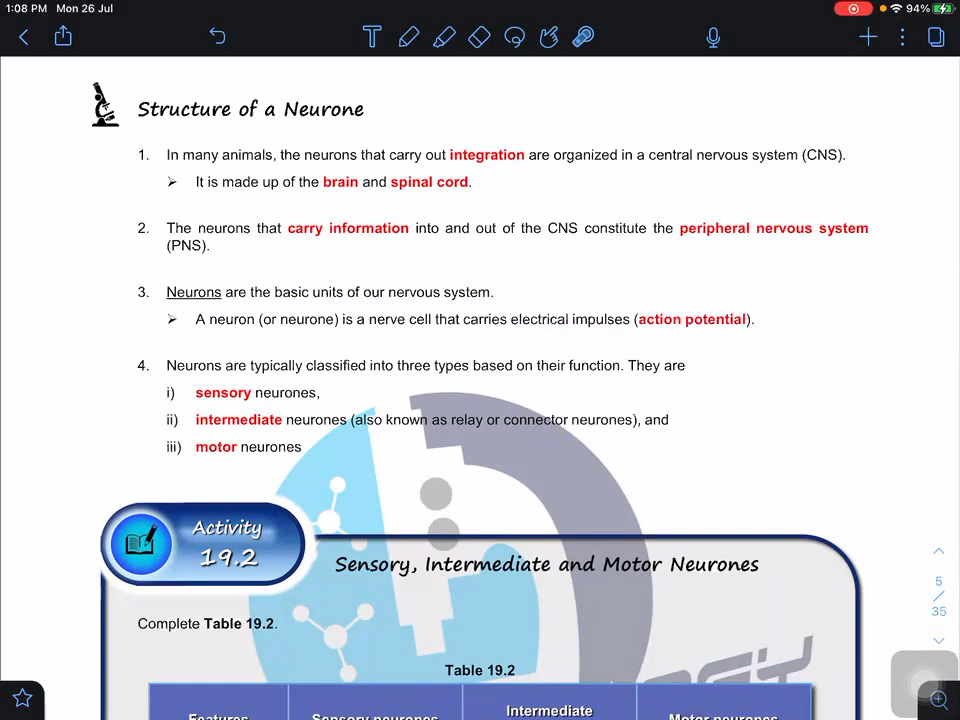 1:08 PM Mon 26 Jul
94%
Structure of a Neurone
1. In many animals, the neurons that carry out integration are organized in a central nervous system (CNS).
➢ It is made up of the brain and spinal cord.
2. The neurons that carry information into and out of the CNS constitute the peripheral nervous system
(PNS).
3. Neurons are the basic units of our nervous system.
➢ A neuron (or neurone) is a nerve cell that carries electrical impulses (action potential).
4. Neurons are typically classified into three types based on their function. They are
i) sensory neurones,
ii) intermediate neurones (also known as relay or connector neurones), and
iii) motor neurones
Activity
19.2
Sensory, Intermediate and Motor Neurones
5
/
35
Complete Table 19.2.
Table 19.2
Features Sensory neurones Intermediate Motor neurones